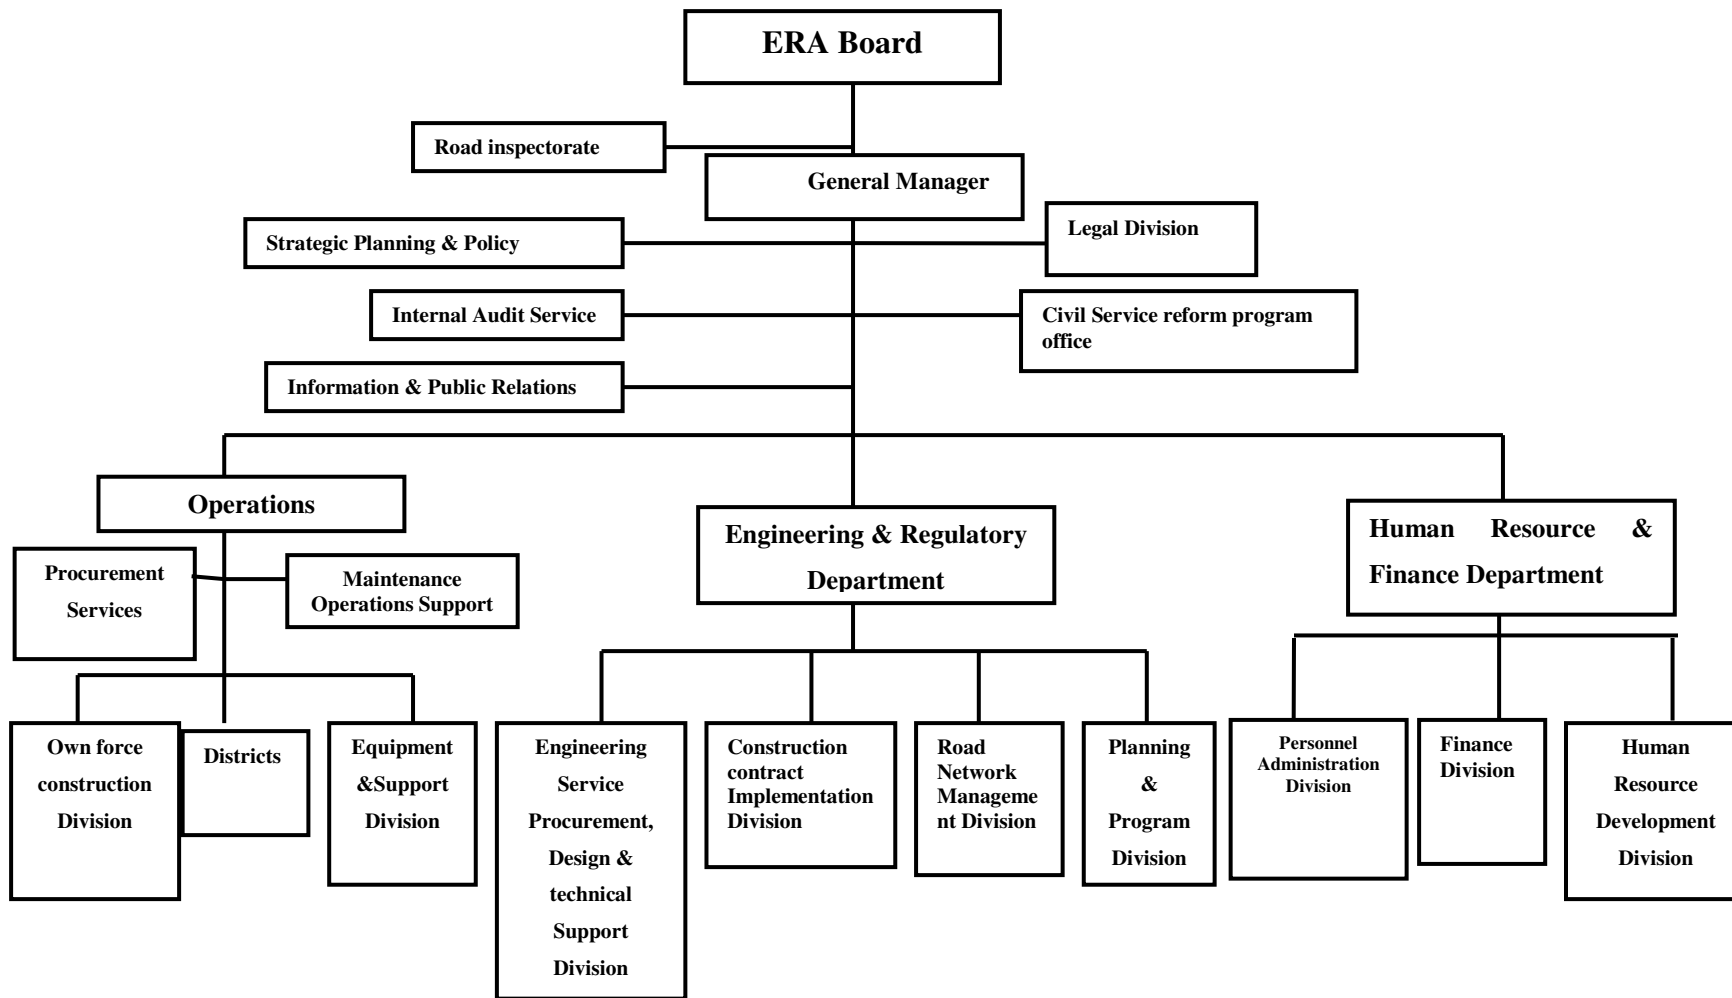 ERA Board
Road inspectorate
General Manager
Legal Division
Strategic Planning & Policy
Internal Audit Service
Civil Service reform program
office
Information & Public Relations
Operations
Engineering & Regulatory
Department
Human Resource &
Finance Department
Procurement
Services
Maintenance
Operations Support
Own force
construction
Division
Districts
Equipment
&Support
Division
Engineering
Service
Procurement,
Design &
technical
Support
Division
Construction
contract
Implementation
Division
Road
Network
Manageme
nt Division
Planning
&
Program
Division
Personnel
Administration
Division
Finance
Division
Human
Resource
Development
Division